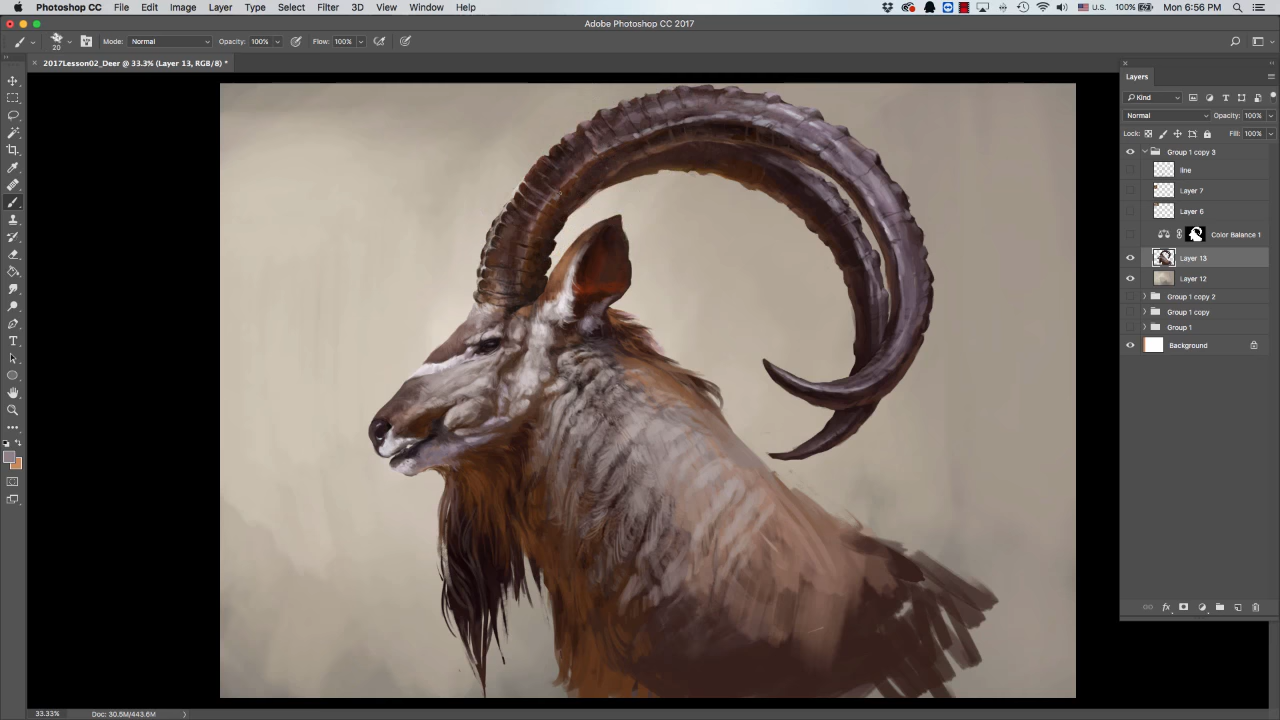 Photoshop CC File Edit Image Layer Type Select Filter 3D View Window Help U.S. 100% Mon 6:56 PM
Adobe Photoshop CC 2017
20 Mode: Normal Opacity: 100% Flow: 100%
× 2017Lesson02_Deer @ 33.3% (Layer 13, RGB/8) *
Layers
Kind
Normal Opacity: 100%
Lock: Fill: 100%
Group 1 copy 3
line
Layer 7
Layer 6
Color Balance 1
Layer 13
Layer 12
Group 1 copy 2
Group 1 copy
Group 1
Background
fx
33.33% Doc: 30.5M/443.6M